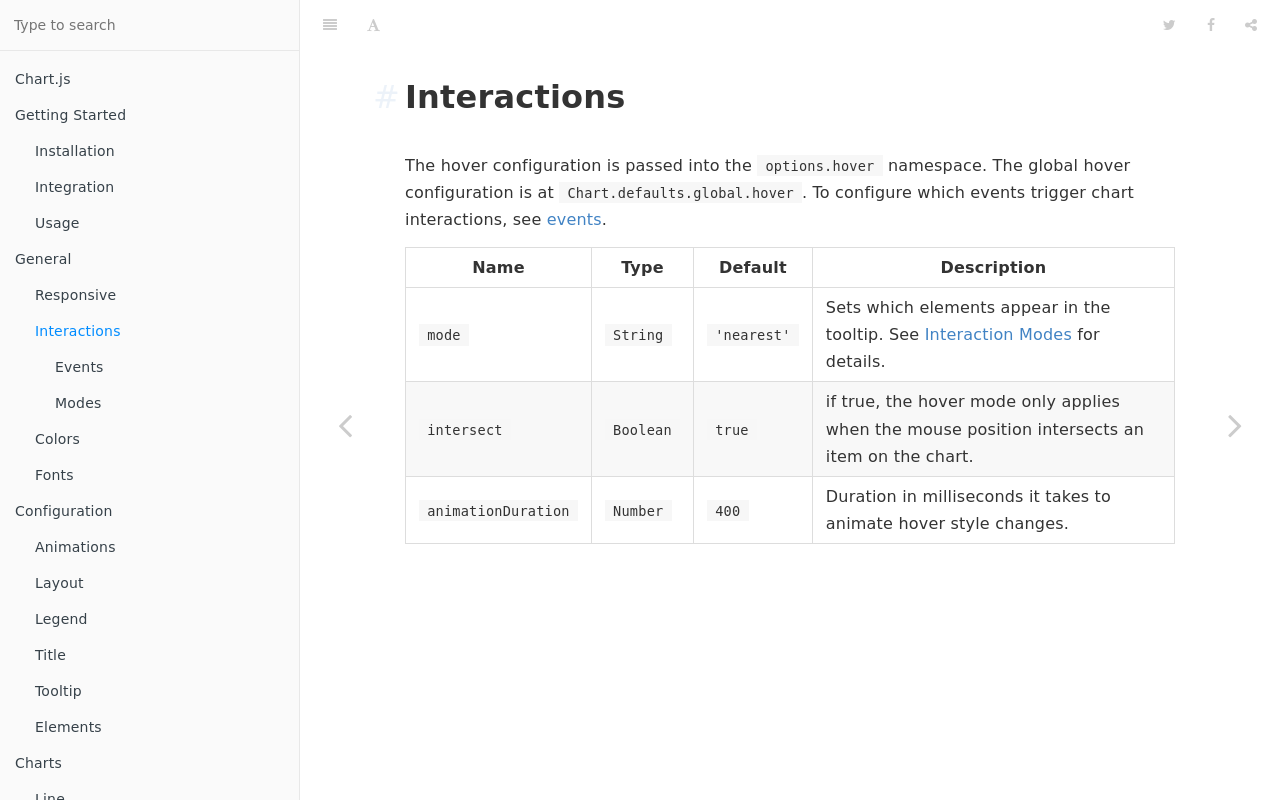 Type to search
Chart.js
Getting Started
Installation
Integration
Usage
General
Responsive
Interactions
Events
Modes
Colors
Fonts
Configuration
Animations
Layout
Legend
Title
Tooltip
Elements
Charts
Line
A
# Interactions
The hover configuration is passed into the options.hover namespace. The global hover
configuration is at Chart.defaults.global.hover. To configure which events trigger chart
interactions, see events.
Name Type Default Description
mode String 'nearest' Sets which elements appear in the
tooltip. See Interaction Modes for
details.
intersect Boolean true if true, the hover mode only applies
when the mouse position intersects an
item on the chart.
animationDuration Number 400 Duration in milliseconds it takes to
animate hover style changes.